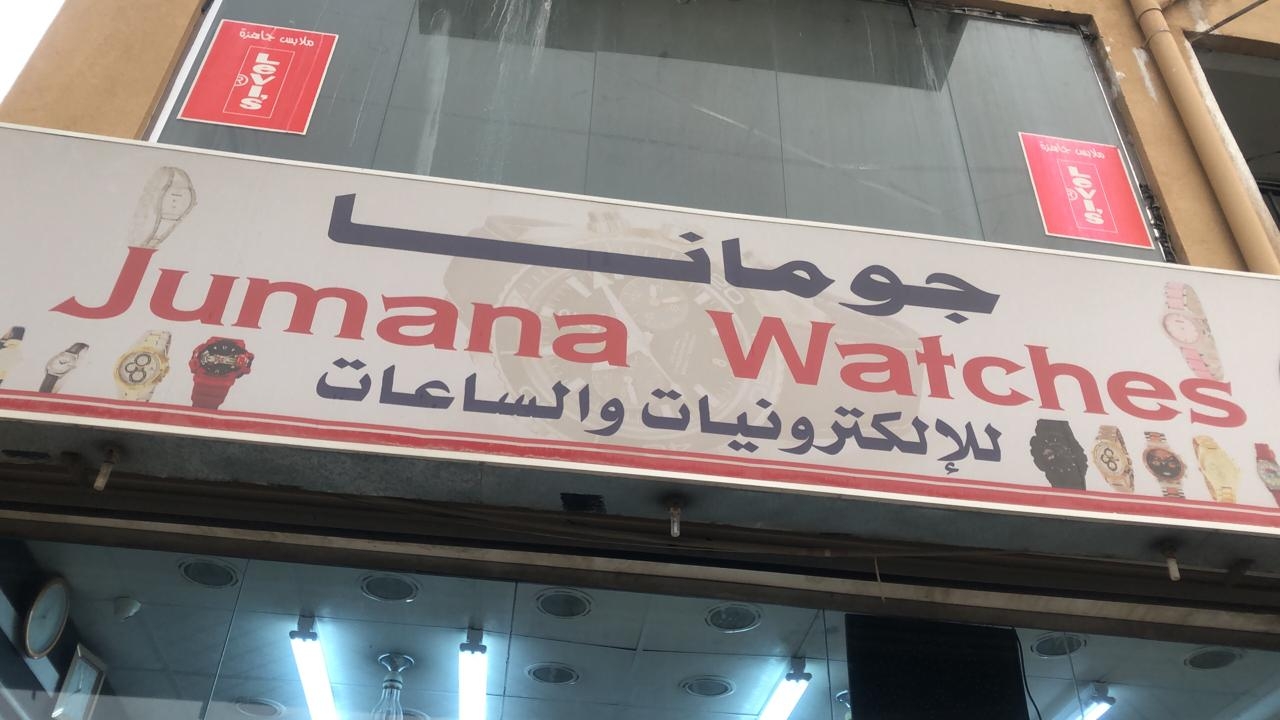 ملابس جاهزة
LEVI'S®
ملابس جاهزة
LEVI'S®
جومانا
Jumana Watches
للإلكترونيات والساعات